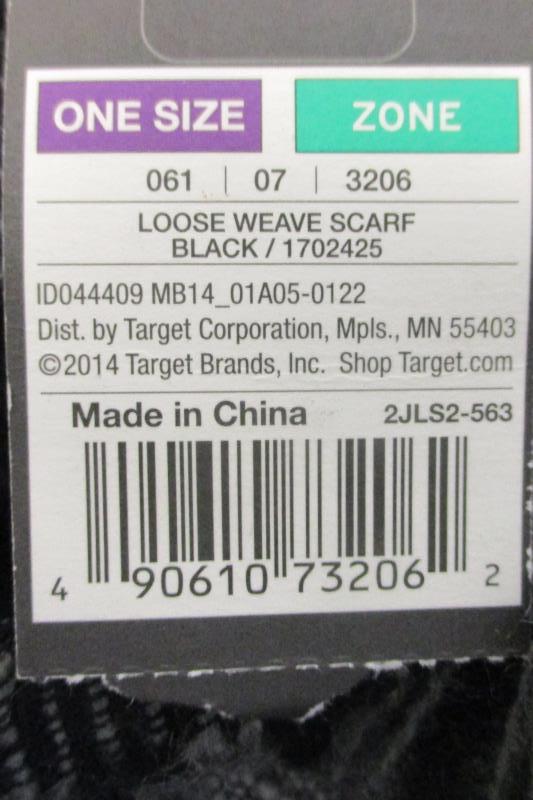 ONE SIZE ZONE
061 | 07 | 3206
LOOSE WEAVE SCARF
BLACK / 1702425
ID044409 MB14_01A05-0122
Dist. by Target Corporation, Mpls., MN 55403
©2014 Target Brands, Inc. Shop Target.com
Made in China 2JLS2-563
4 90610 73206 2